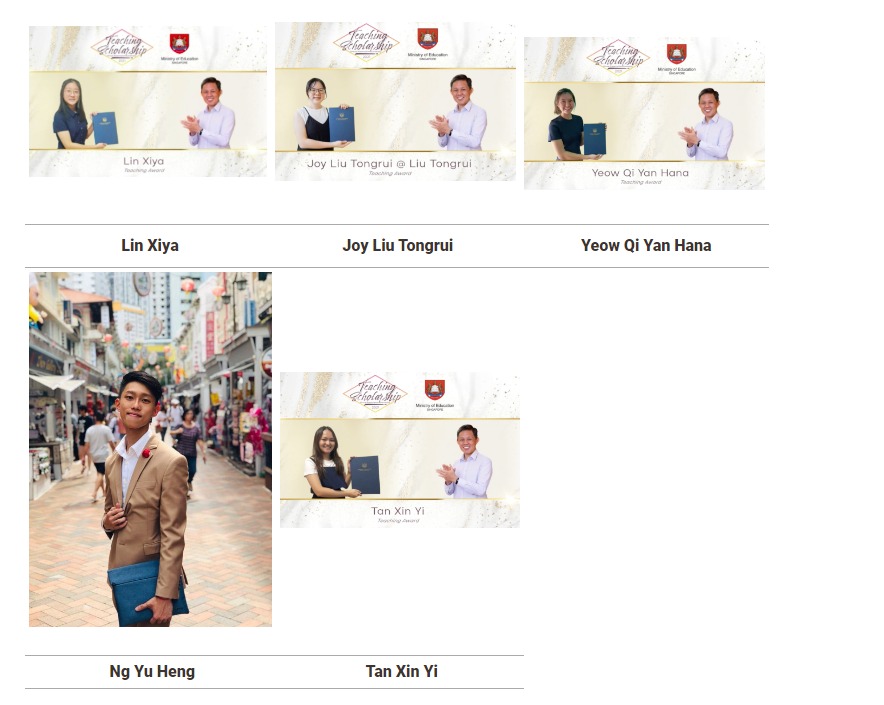 Teaching
Scholarship
Ministry of Education
SINGAPORE
Lin Xiya
Teaching Award
Teaching
Scholarship
Ministry of Education
SINGAPORE
Joy Liu Tongrui @ Liu Tongrui
Teaching Award
Teaching
Scholarship
Ministry of Education
SINGAPORE
Yeow Qi Yan Hana
Teaching Award
Lin Xiya
Joy Liu Tongrui
Yeow Qi Yan Hana
Teaching
Scholarship
Ministry of Education
SINGAPORE
Tan Xin Yi
Teaching Award
Ng Yu Heng
Tan Xin Yi